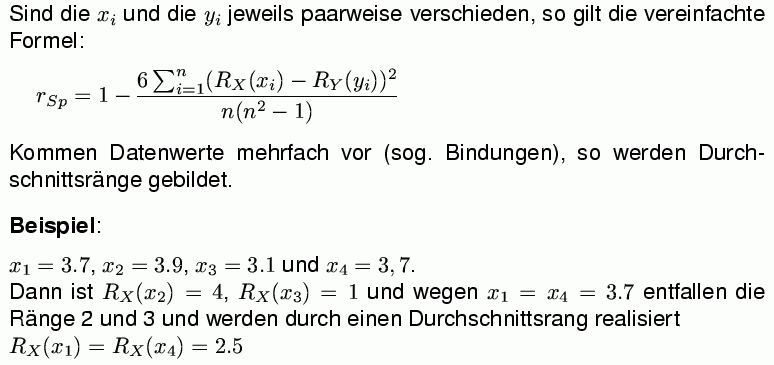 Sind die x_i und die y_i jeweils paarweise verschieden, so gilt die vereinfachte
Formel:
r_{Sp} = 1 - \frac{6 \sum_{i=1}^{n} (R_X(x_i) - R_Y(y_i))^2}{n(n^2 - 1)}
Kommen Datenwerte mehrfach vor (sog. Bindungen), so werden Durch-
schnittsränge gebildet.
Beispiel:
x_1 = 3.7, x_2 = 3.9, x_3 = 3.1 und x_4 = 3,7.
Dann ist R_X(x_2) = 4, R_X(x_3) = 1 und wegen x_1 = x_4 = 3.7 entfallen die
Ränge 2 und 3 und werden durch einen Durchschnittsrang realisiert
R_X(x_1) = R_X(x_4) = 2.5